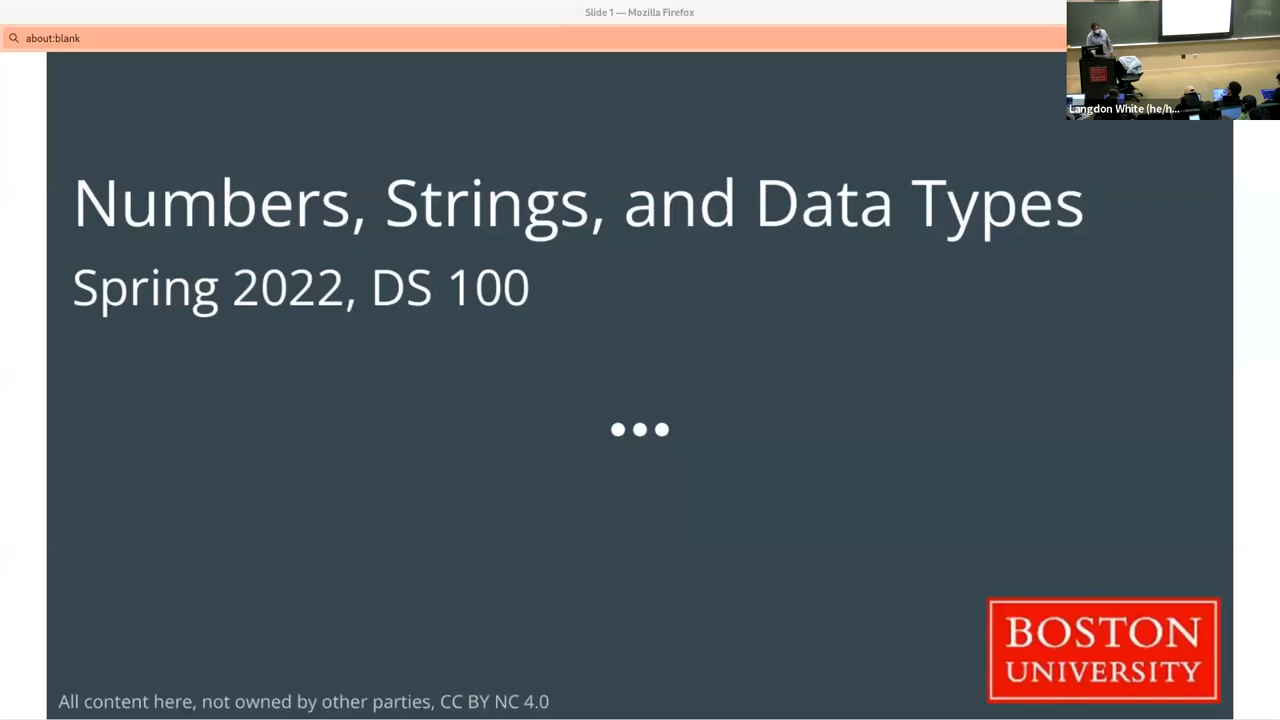 Slide 1 — Mozilla Firefox
about:blank
Langdon White (he/h...
Numbers, Strings, and Data Types
Spring 2022, DS 100
BOSTON
UNIVERSITY
All content here, not owned by other parties, CC BY NC 4.0